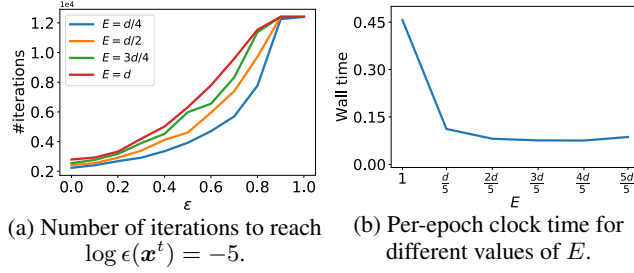 1e4
E = d/4
E = d/2
E = 3d/4
E = d
1.2
1.0
0.8
0.6
0.4
0.2
#iterations
0.0 0.2 0.4 0.6 0.8 1.0
ε
(a) Number of iterations to reach
log ϵ(x^t) = −5.
0.45
0.30
0.15
0.00
Wall time
1 d/5 2d/5 3d/5 4d/5 5d/5
E
(b) Per-epoch clock time for
different values of E.